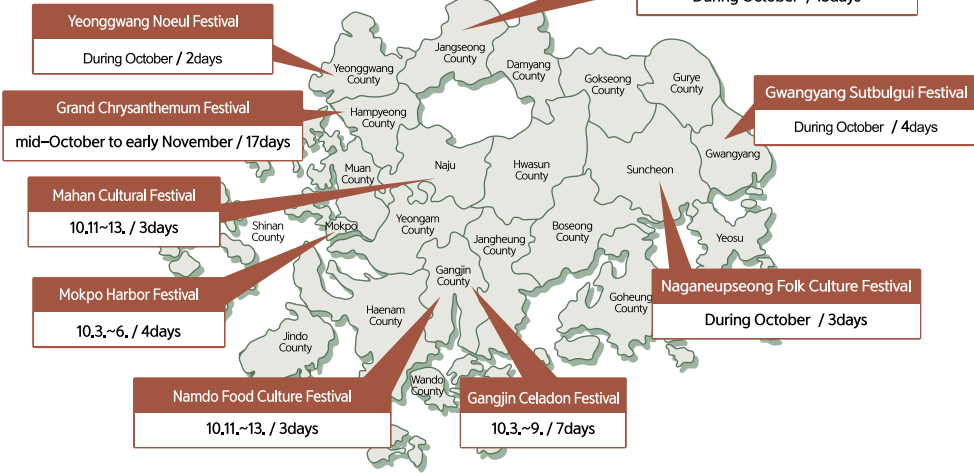 During October / 15days
Yeonggwang Noeul Festival
During October / 2days
Grand Chrysanthemum Festival
mid-October to early November / 17days
Mahan Cultural Festival
10.11~13. / 3days
Mokpo Harbor Festival
10.3.~6. / 4days
Namdo Food Culture Festival
10.11.~13. / 3days
Gangjin Celadon Festival
10.3.~9. / 7days
Gwangyang Sutbulgui Festival
During October / 4days
Naganeupseong Folk Culture Festival
During October / 3days
Yeonggwang
County
Jangseong
County
Damyang
County
Gokseong
County
Gurye
County
Hampyeong
County
Gwangyang
Muan
County
Naju
Hwasun
County
Suncheon
Shinan
County
Mokpo
Yeongam
County
Jangheung
County
Boseong
County
Yeosu
Gangjin
County
Haenam
County
Goheung
County
Jindo
County
Wando
County